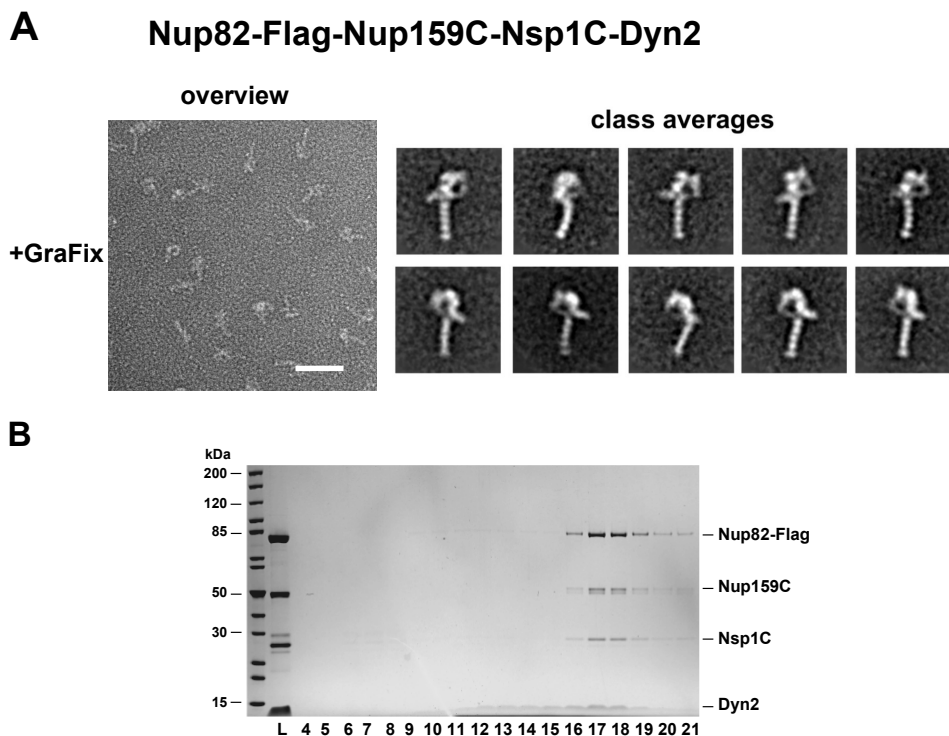 A
Nup82-Flag-Nup159C-Nsp1C-Dyn2
overview
class averages
+GraFix
B
kDa
200
120
85
50
30
15
Nup82-Flag
Nup159C
Nsp1C
Dyn2
L 4 5 6 7 8 9 10 11 12 13 14 15 16 17 18 19 20 21